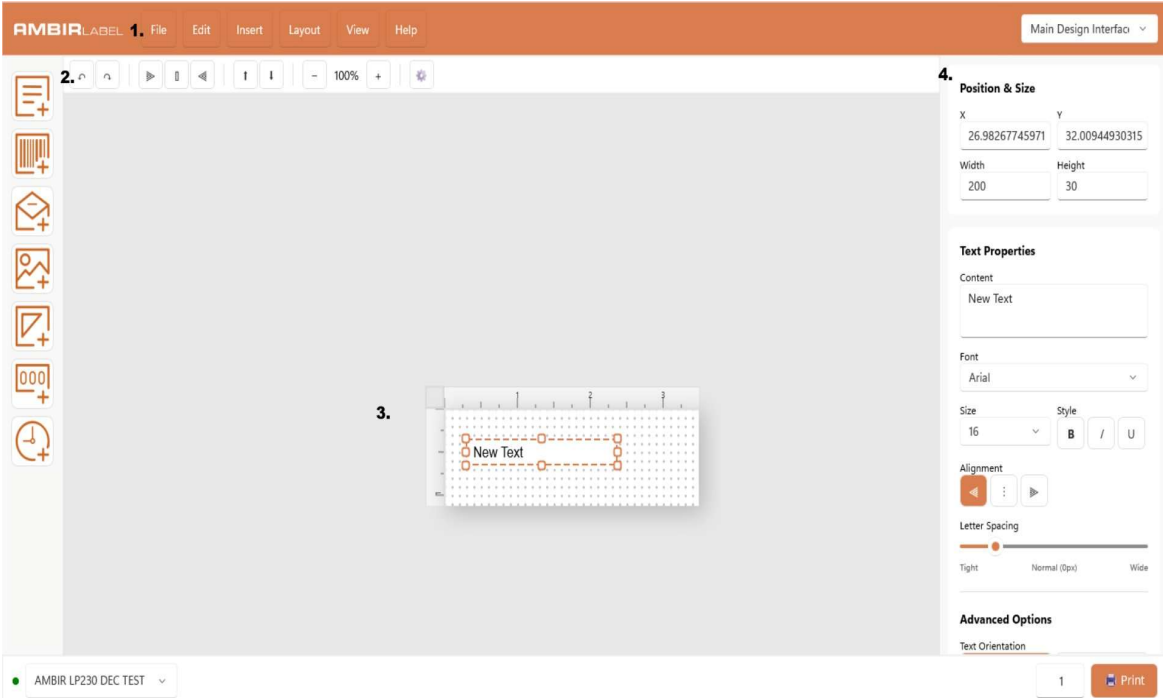 AMBIRLABEL 1. File Edit Insert Layout View Help Main Design Interfac
2. 100% 4.
Position & Size
X Y
26.98267745971 32.00944930315
Width Height
200 30
000
Text Properties
Content
New Text
Font
Arial
Size Style
16 B I U
3.
1 2 3
New Text
Alignment
Letter Spacing
Tight Normal (0px) Wide
Advanced Options
Text Orientation
AMBIR LP230 DEC TEST 1 Print